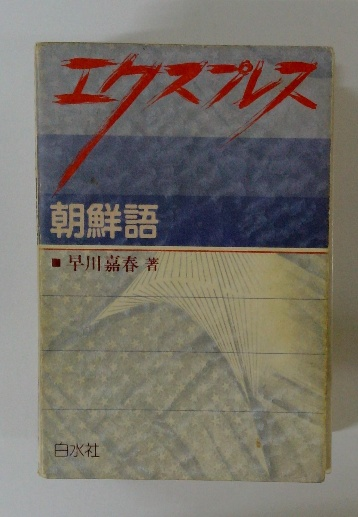 エクスプレス
朝鮮語
■早川嘉春 著
白水社